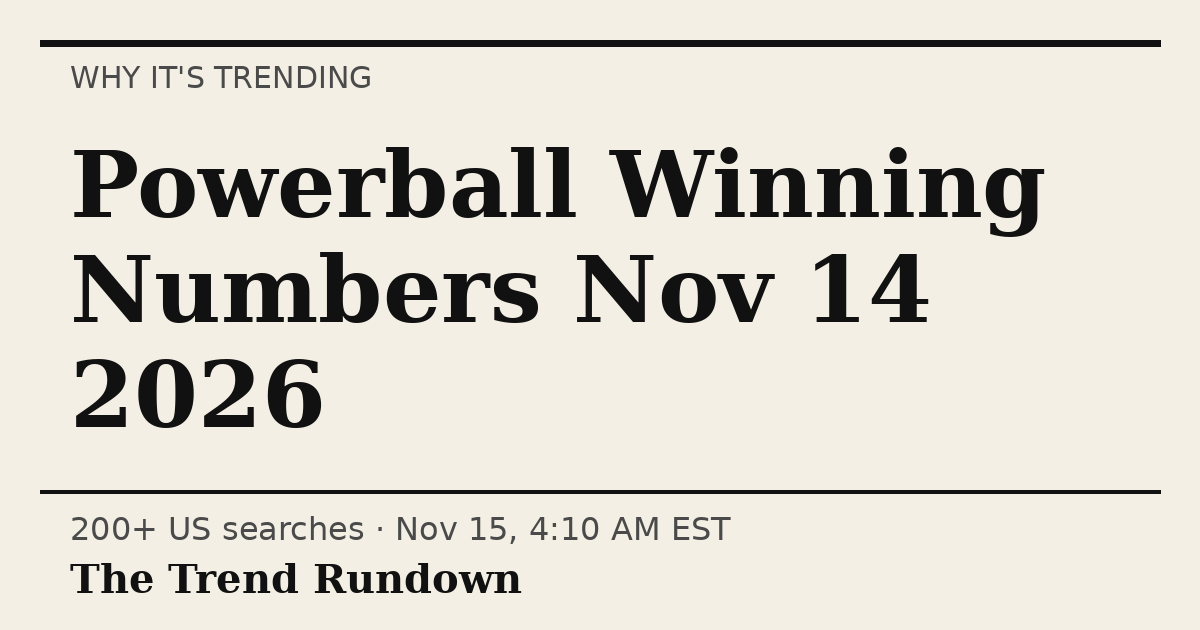 WHY IT'S TRENDING
Powerball Winning
Numbers Nov 14
2026
200+ US searches · Nov 15, 4:10 AM EST
The Trend Rundown